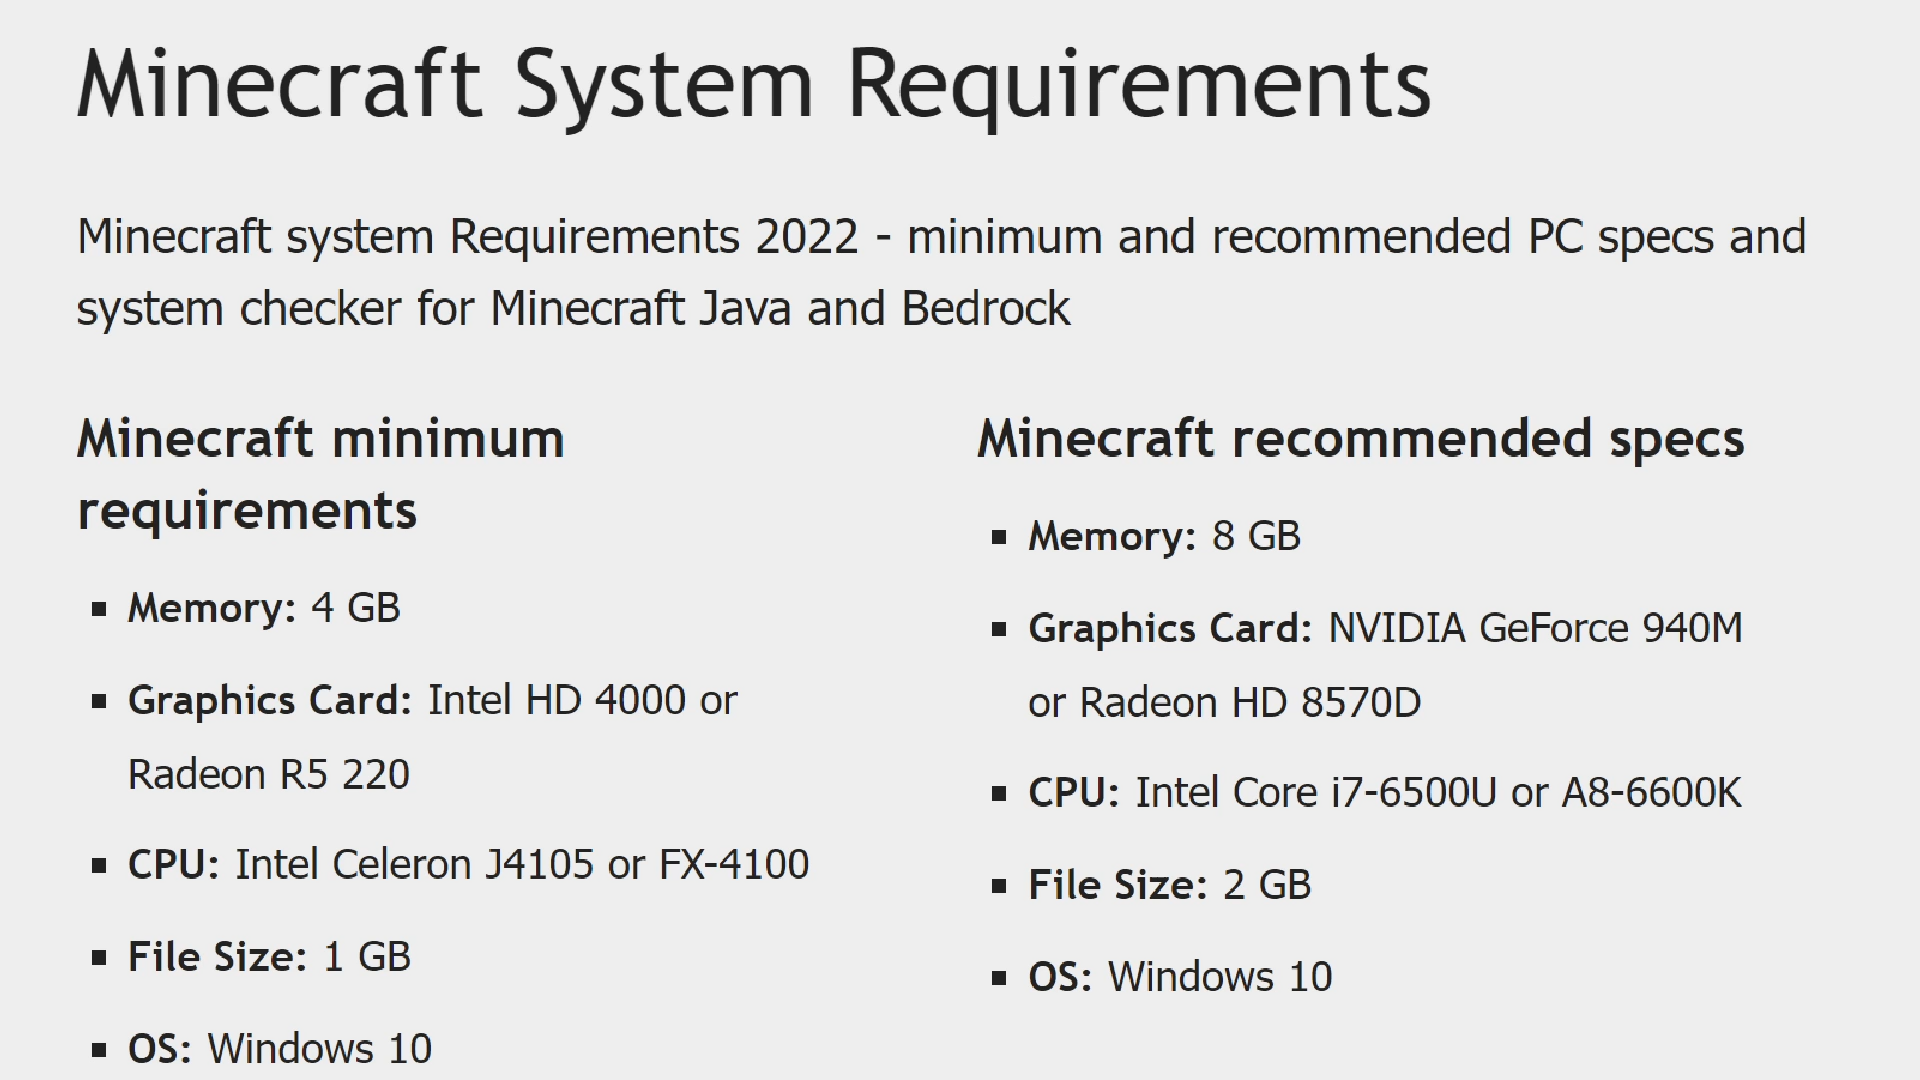 Minecraft System Requirements
Minecraft system Requirements 2022 - minimum and recommended PC specs and
system checker for Minecraft Java and Bedrock
Minecraft minimum
requirements
Memory: 4 GB
Graphics Card: Intel HD 4000 or
Radeon R5 220
CPU: Intel Celeron J4105 or FX-4100
File Size: 1 GB
OS: Windows 10
Minecraft recommended specs
Memory: 8 GB
Graphics Card: NVIDIA GeForce 940M
or Radeon HD 8570D
CPU: Intel Core i7-6500U or A8-6600K
File Size: 2 GB
OS: Windows 10